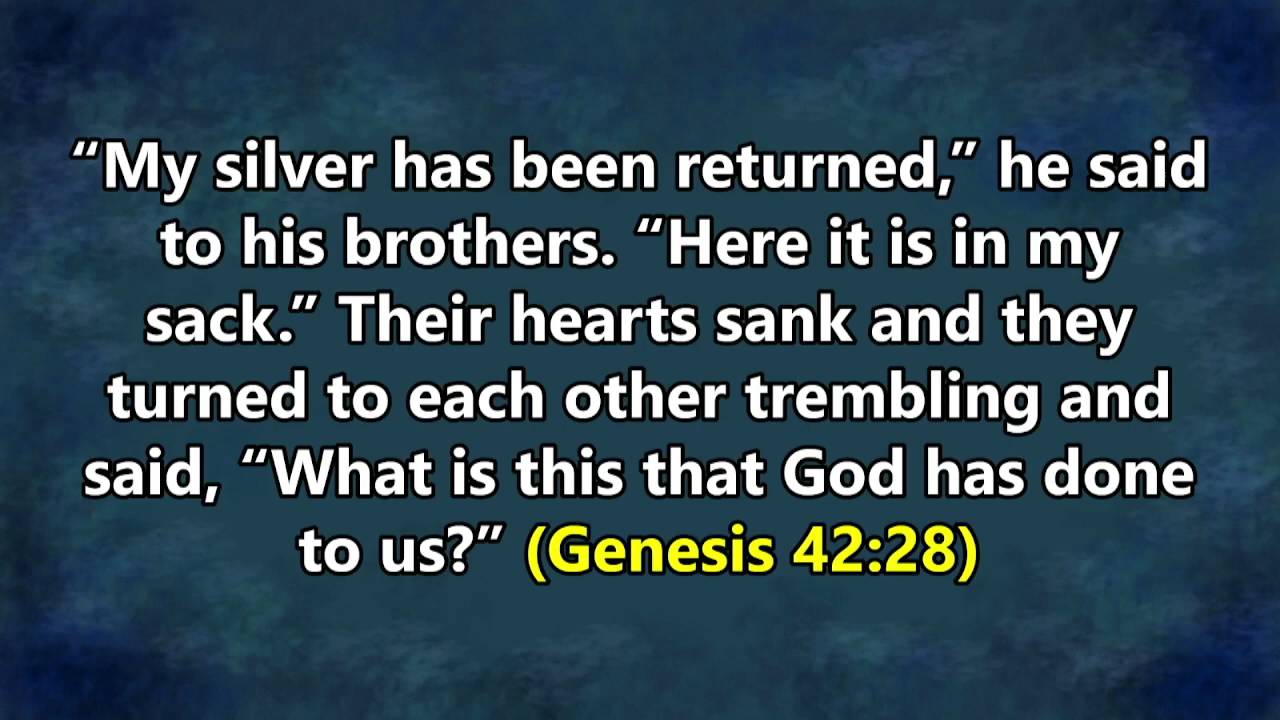 “My silver has been returned,” he said
to his brothers. “Here it is in my
sack.” Their hearts sank and they
turned to each other trembling and
said, “What is this that God has done
to us?” (Genesis 42:28)